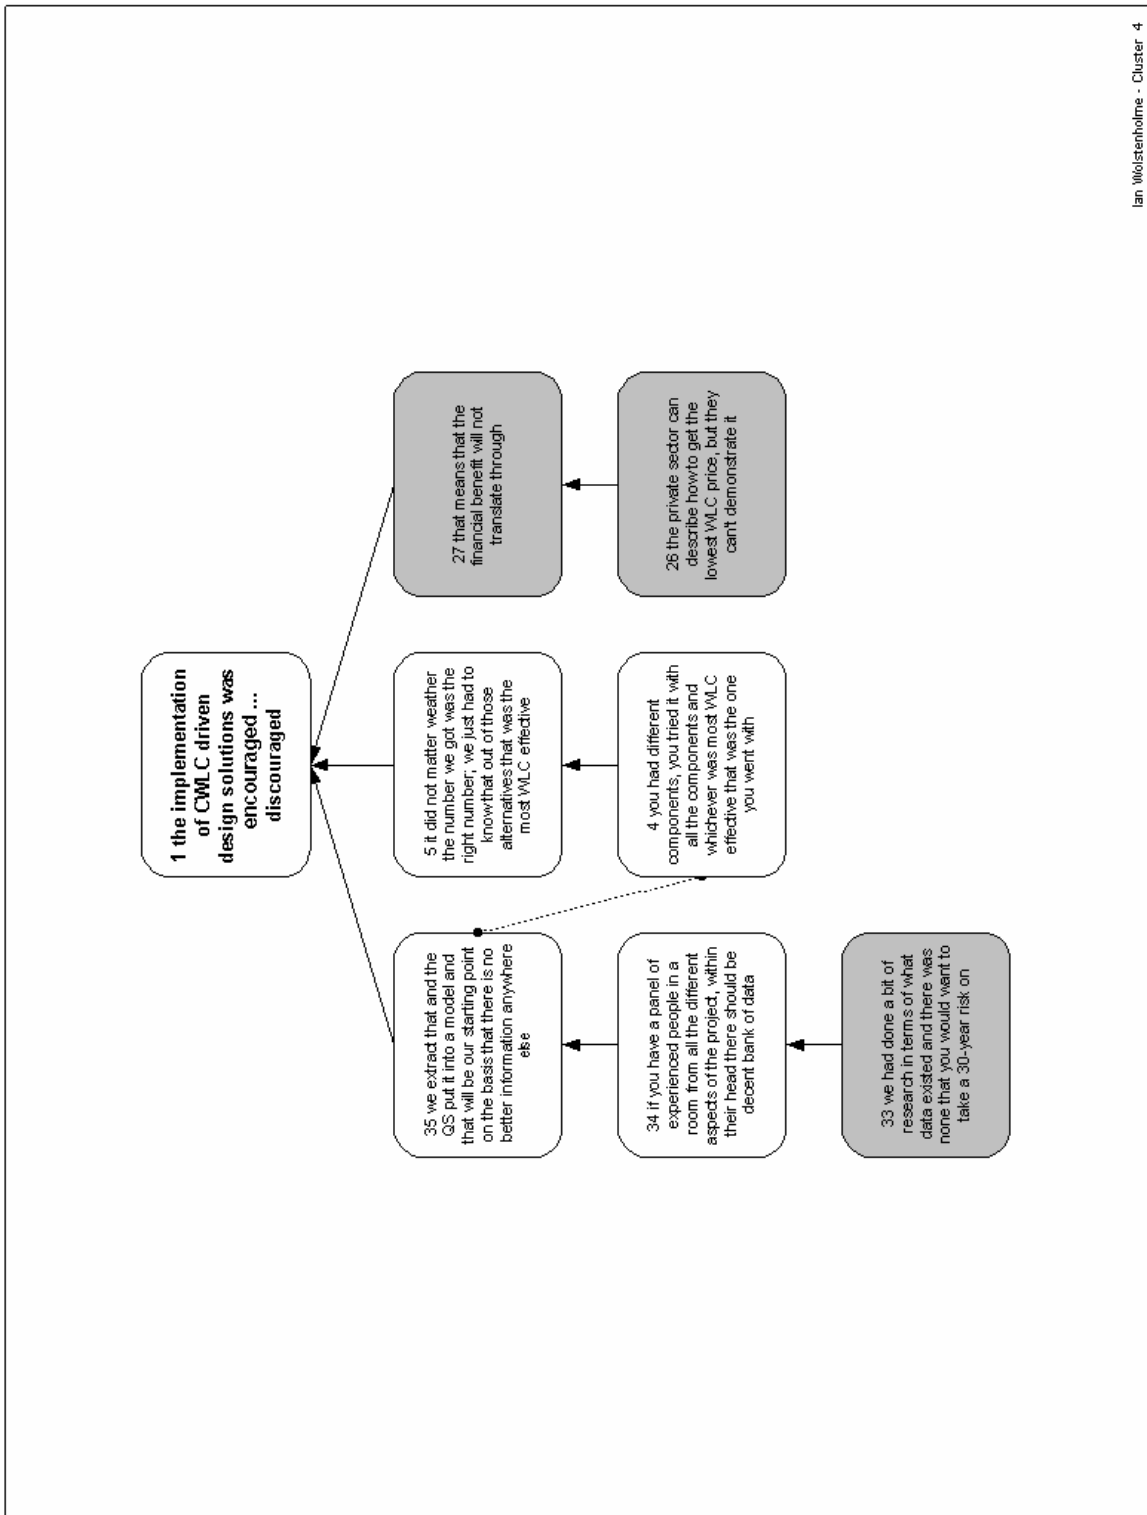 1 the implementation
of CWLC driven
design solutions was
encouraged ...
discouraged
35 we extract that and the
QS put it into a model and
that will be our starting point
on the basis that there is no
better information anywhere
else
5 it did not matter weather
the number we got was the
right number; we just had to
know that out of those
alternatives that was the
most WLC effective
27 that means that the
financial benefit will not
translate through
34 if you have a panel of
experienced people in a
room from all the different
aspects of the project, within
their head there should be
decent bank of data
4 you had different
components, you tried it with
all the components and
whichever was most WLC
effective that was the one
you went with
26 the private sector can
describe how to get the
lowest WLC price, but they
can't demonstrate it
33 we had done a bit of
research in terms of what
data existed and there was
none that you would want to
take a 30-year risk on
Ian Wolstenholme - Cluster 4